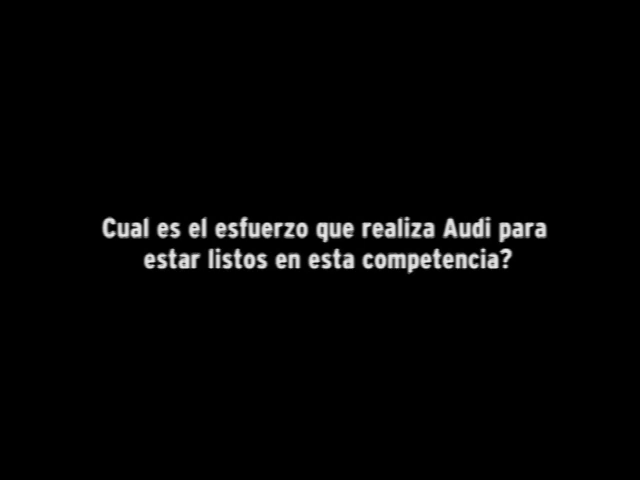 Cual es el esfuerzo que realiza Audi para
estar listos en esta competencia?